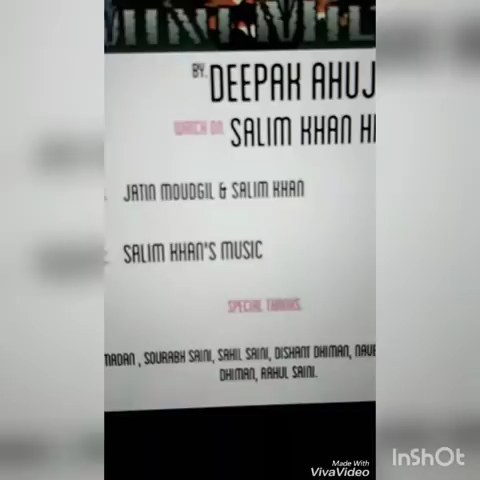 BY: DEEPAK AHUJ
WATCH ON: SALIM KHAN H
JATIN MOUDGIL & SALIM KHAN
SALIM KHAN'S MUSIC
SPECIAL THANKS
MADAN , SOURABH SAINI, SAHIL SAINI, DISHANT DHIMAN, NAVE
DHIMAN, RAHUL SAINI.
Made With
VivaVideo
InShOt